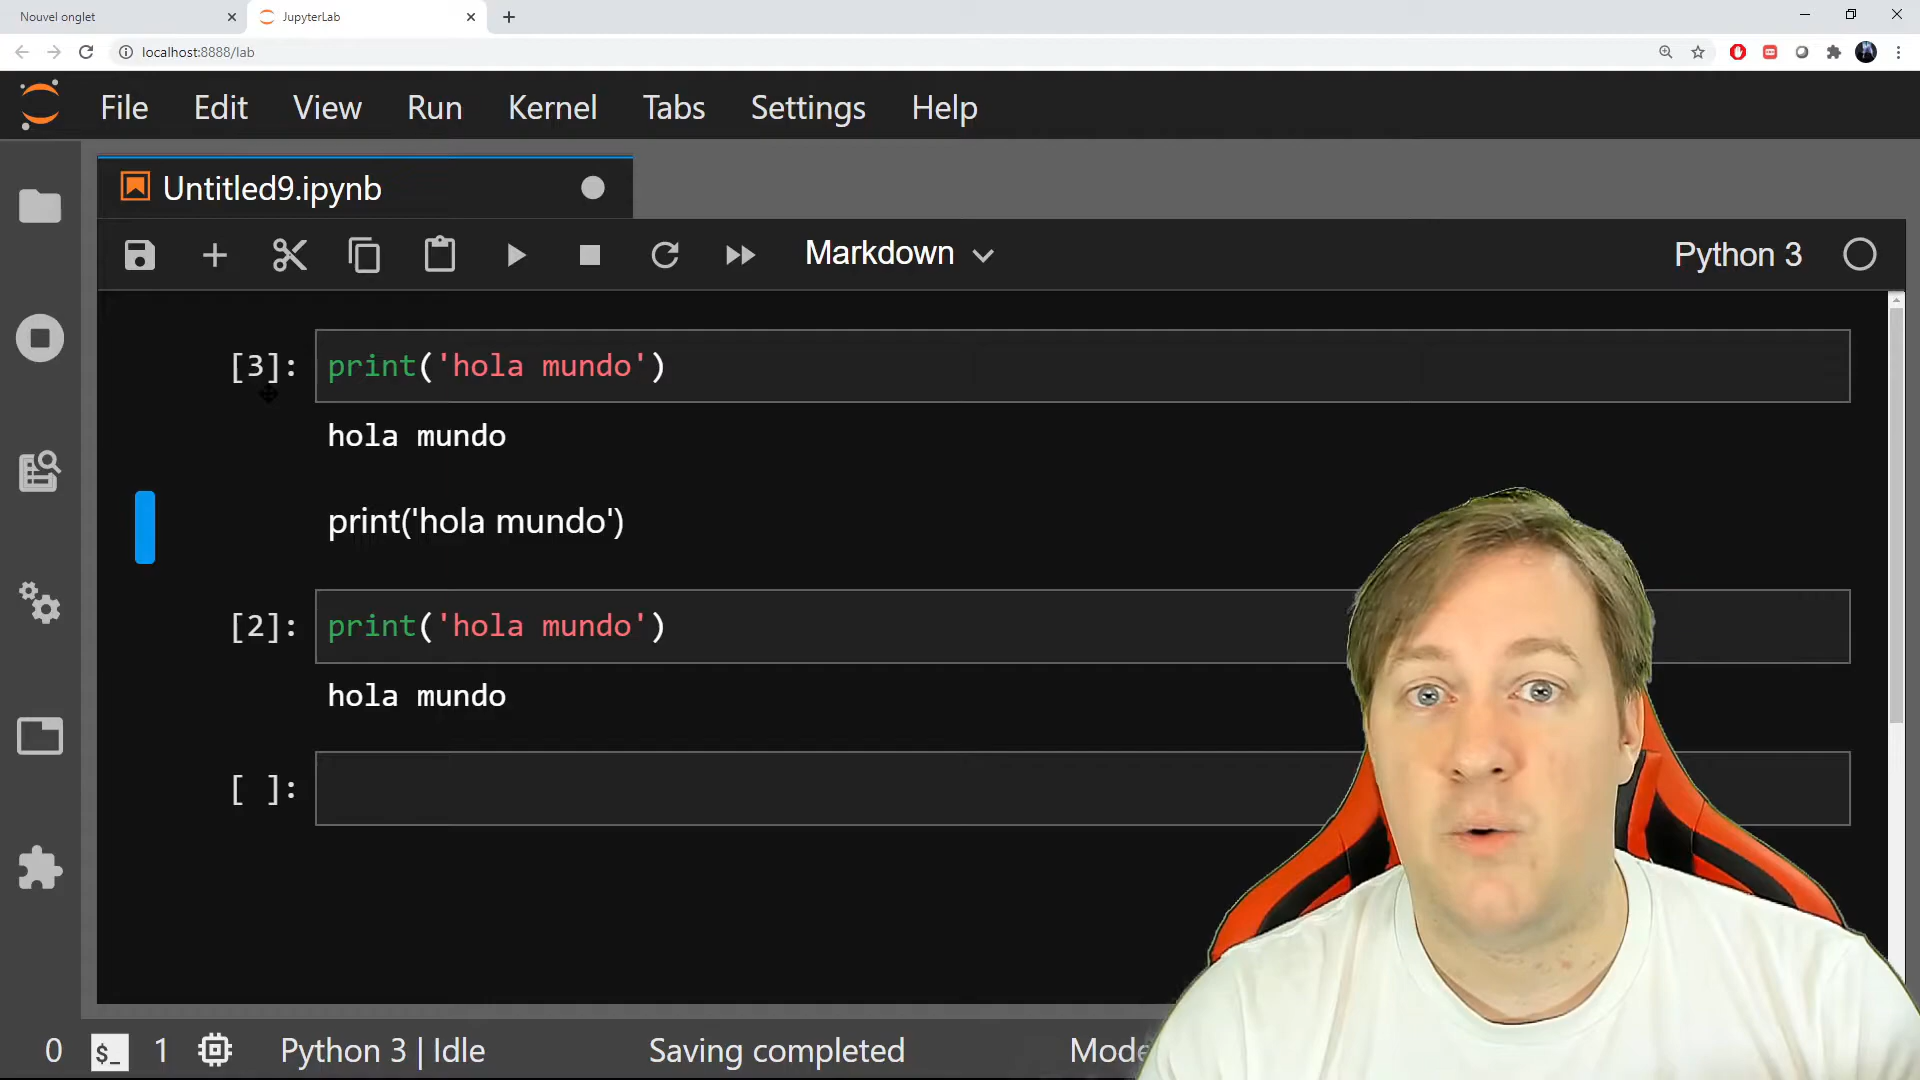 Nouvel onglet
JupyterLab
localhost:8888/lab
File Edit View Run Kernel Tabs Settings Help
Untitled9.ipynb
Markdown Python 3
[3]: print('hola mundo')
hola mundo
print('hola mundo')
[2]: print('hola mundo')
hola mundo
[ ]:
0 $_ 1 Python 3 | Idle Saving completed Mode